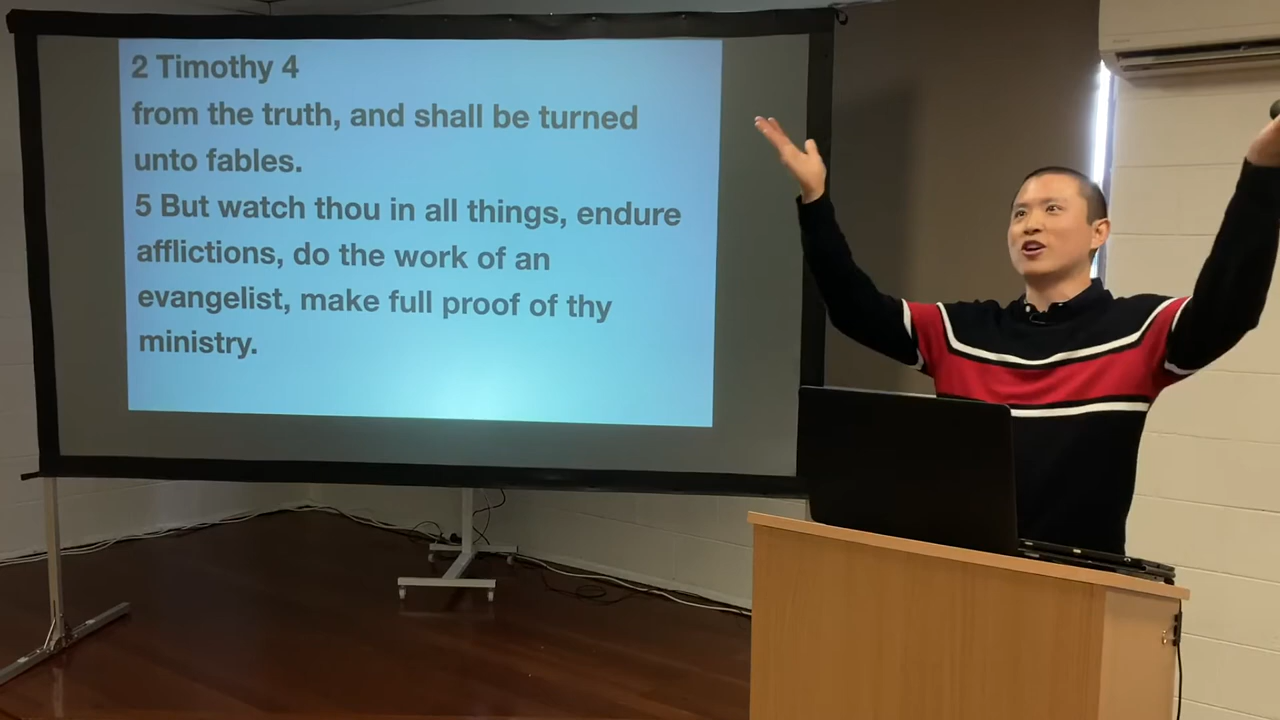 2 Timothy 4
from the truth, and shall be turned
unto fables.
5 But watch thou in all things, endure
afflictions, do the work of an
evangelist, make full proof of thy
ministry.